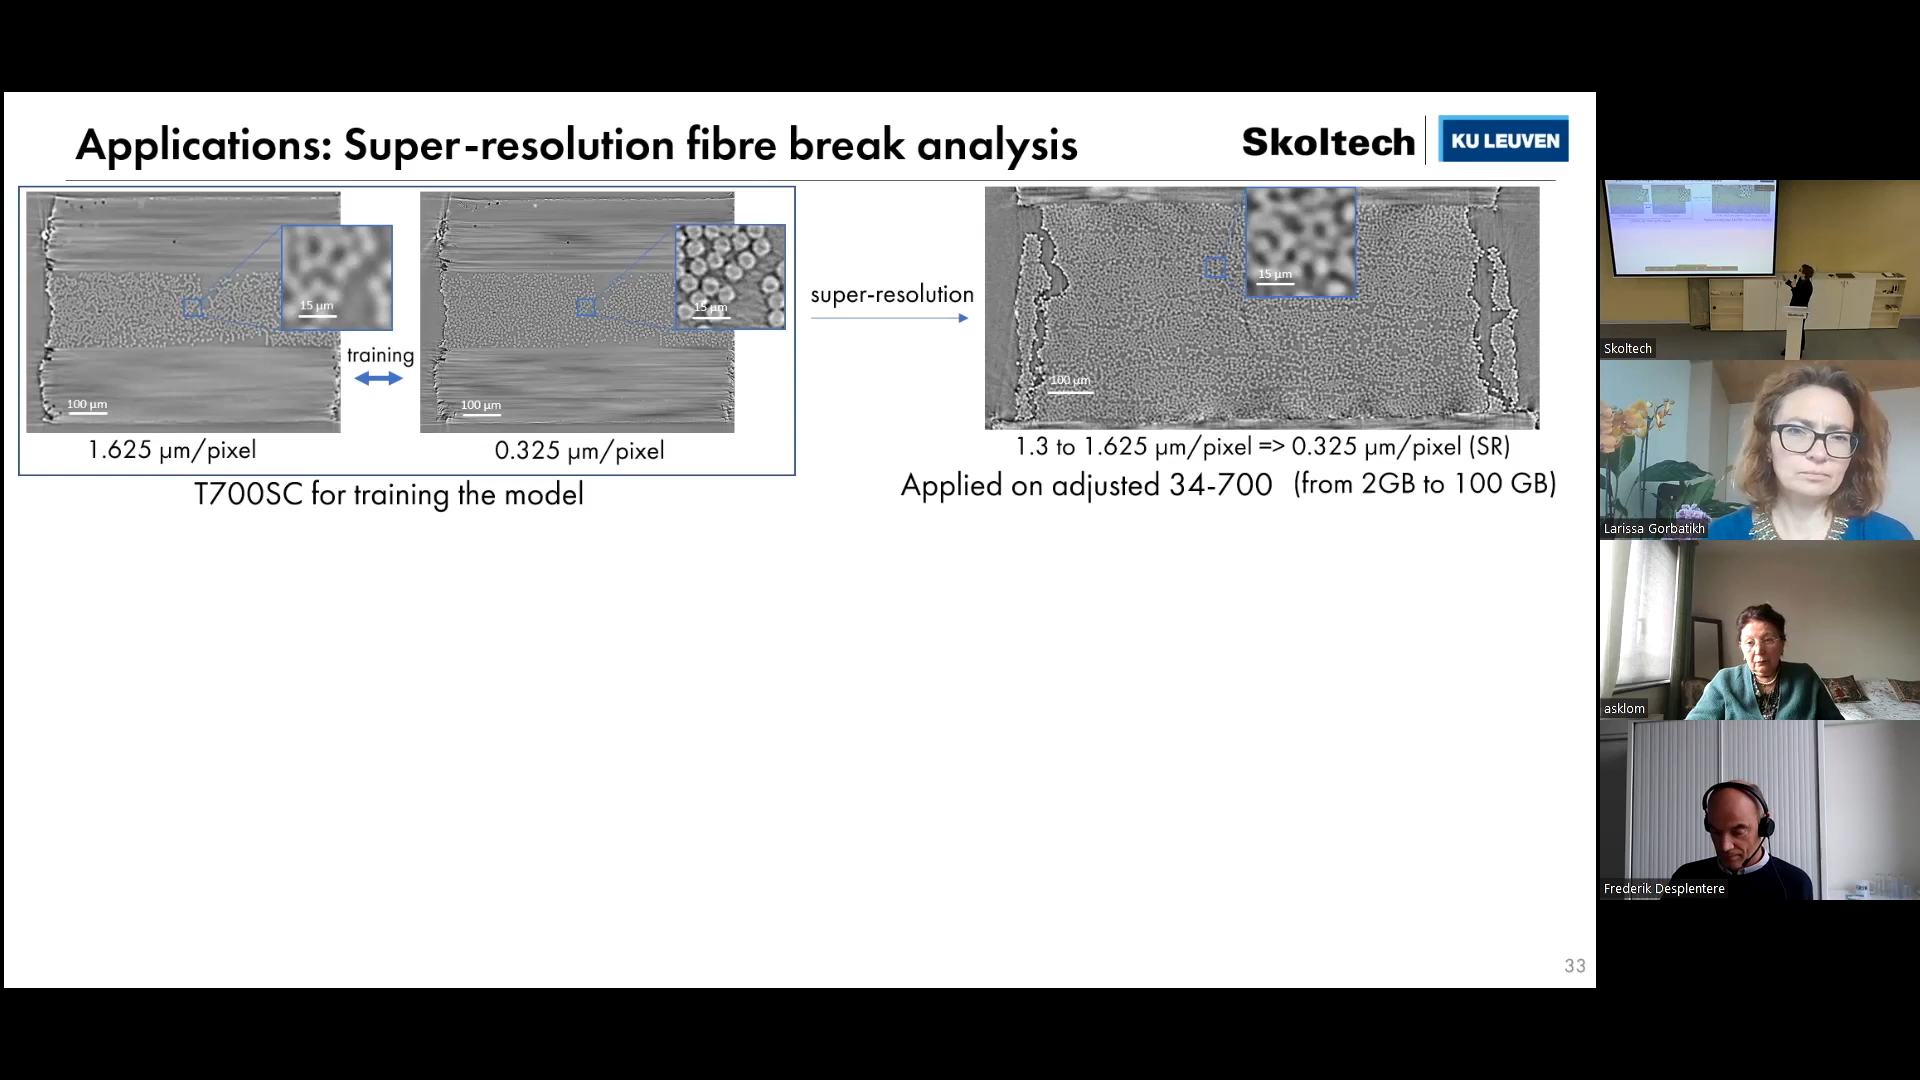 Applications: Super-resolution fibre break analysis
Skoltech
KU LEUVEN
15 µm
15 µm
15 µm
training
super-resolution
100 µm
100 µm
100 µm
1.625 µm/pixel
0.325 µm/pixel
1.3 to 1.625 µm/pixel => 0.325 µm/pixel (SR)
T700SC for training the model
Applied on adjusted 34-700 (from 2GB to 100 GB)
33
Skoltech
Larissa Gorbatikh
asklom
Frederik Desplentere